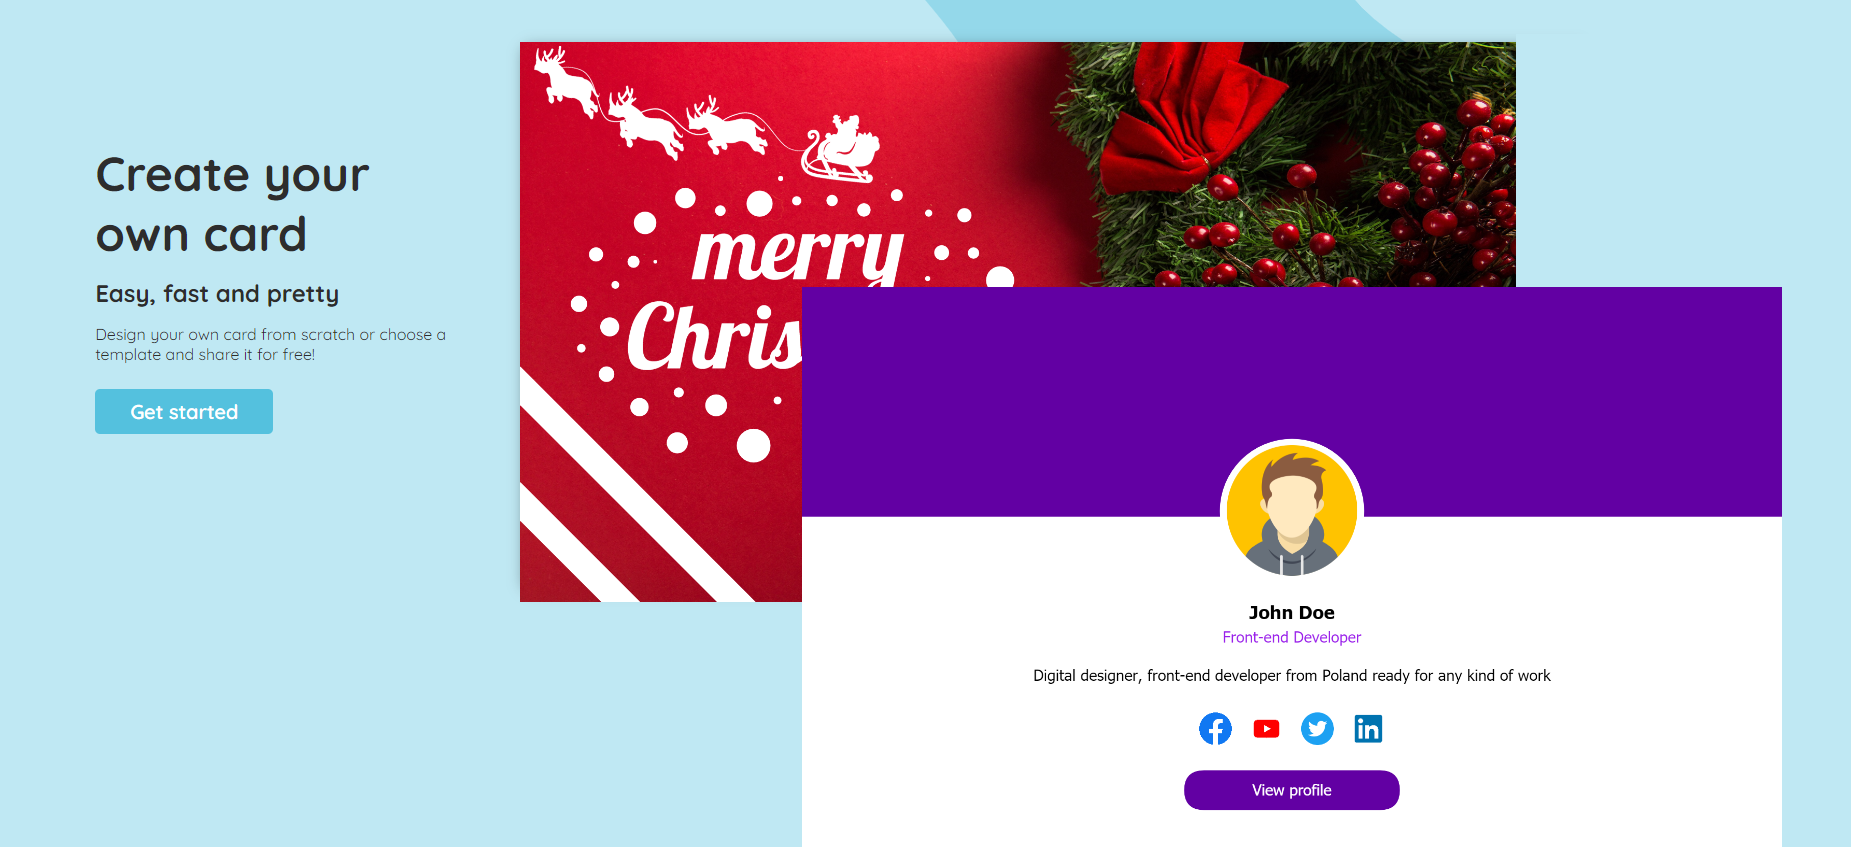 Create your
own card
Easy, fast and pretty
Design your own card from scratch or choose a
template and share it for free!
Get started
merry
Chris
John Doe
Front-end Developer
Digital designer, front-end developer from Poland ready for any kind of work
in
View profile